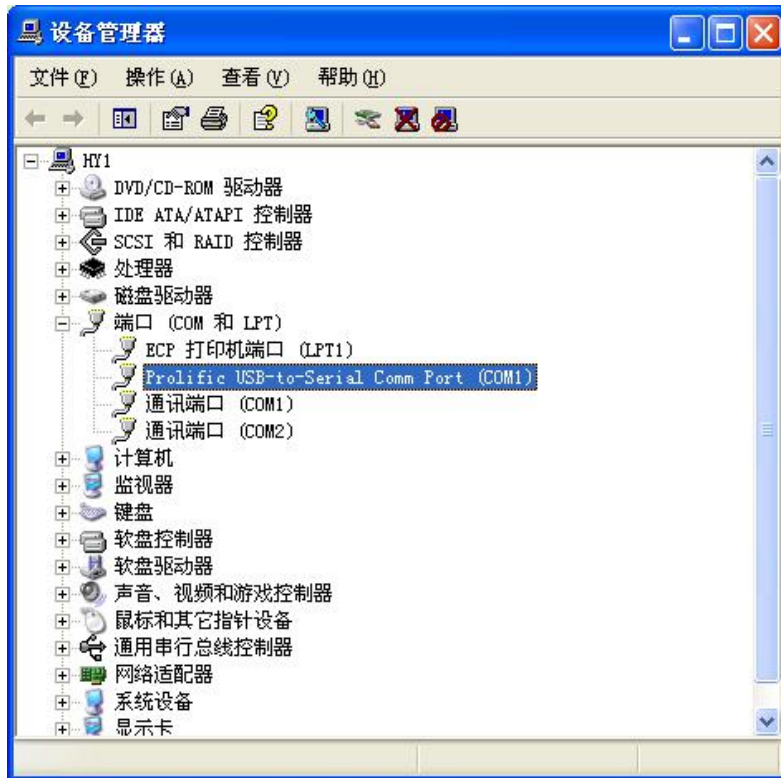 设备管理器
文件(F) 操作(A) 查看(V) 帮助(H)
HY1
DVD/CD-ROM 驱动器
IDE ATA/ATAPI 控制器
SCSI 和 RAID 控制器
处理器
磁盘驱动器
端口 (COM 和 LPT)
ECP 打印机端口 (LPT1)
Prolific USB-to-Serial Comm Port (COM1)
通讯端口 (COM1)
通讯端口 (COM2)
计算机
监视器
键盘
软盘控制器
软盘驱动器
声音、视频和游戏控制器
鼠标和其它指针设备
通用串行总线控制器
网络适配器
系统设备
显示卡